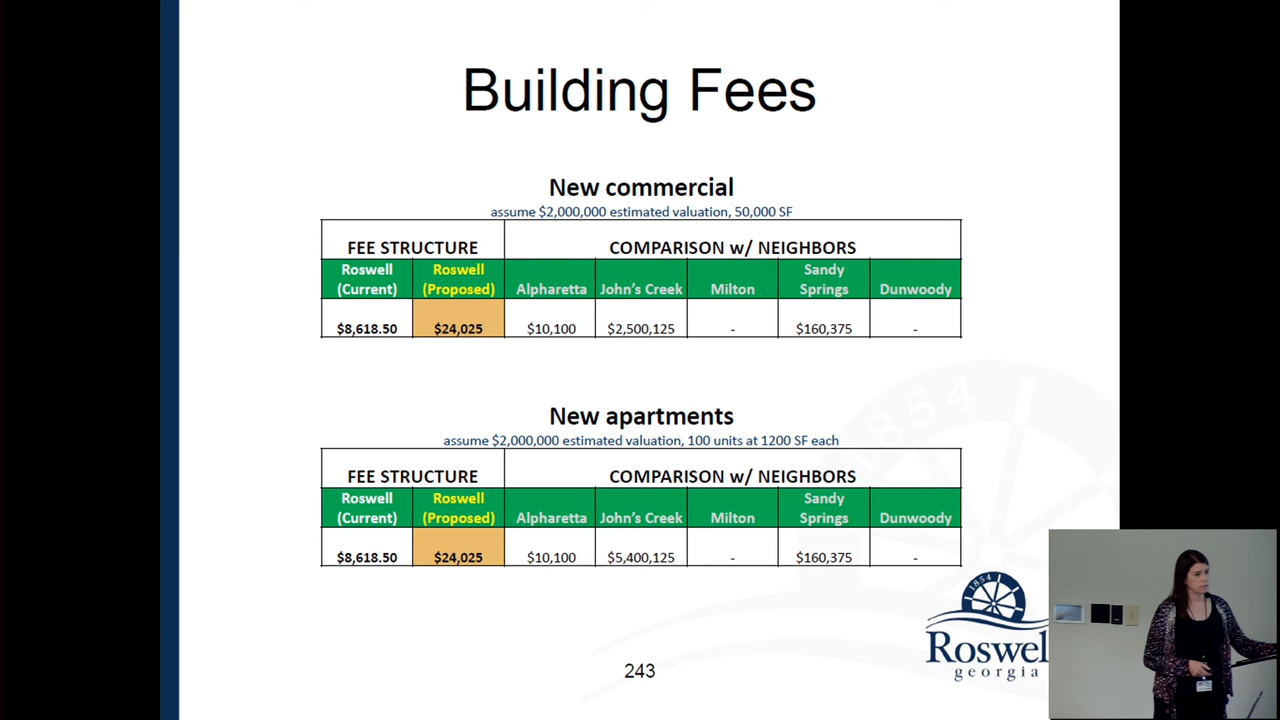 Building Fees
New commercial
assume $2,000,000 estimated valuation, 50,000 SF
FEE STRUCTURE COMPARISON w/ NEIGHBORS
Roswell (Current) Roswell (Proposed) Alpharetta John's Creek Milton Sandy Springs Dunwoody
$8,618.50 $24,025 $10,100 $2,500,125 - $160,375 -
New apartments
assume $2,000,000 estimated valuation, 100 units at 1200 SF each
FEE STRUCTURE COMPARISON w/ NEIGHBORS
Roswell (Current) Roswell (Proposed) Alpharetta John's Creek Milton Sandy Springs Dunwoody
$8,618.50 $24,025 $10,100 $5,400,125 - $160,375 -
1854
1854
Roswel
georgia
243